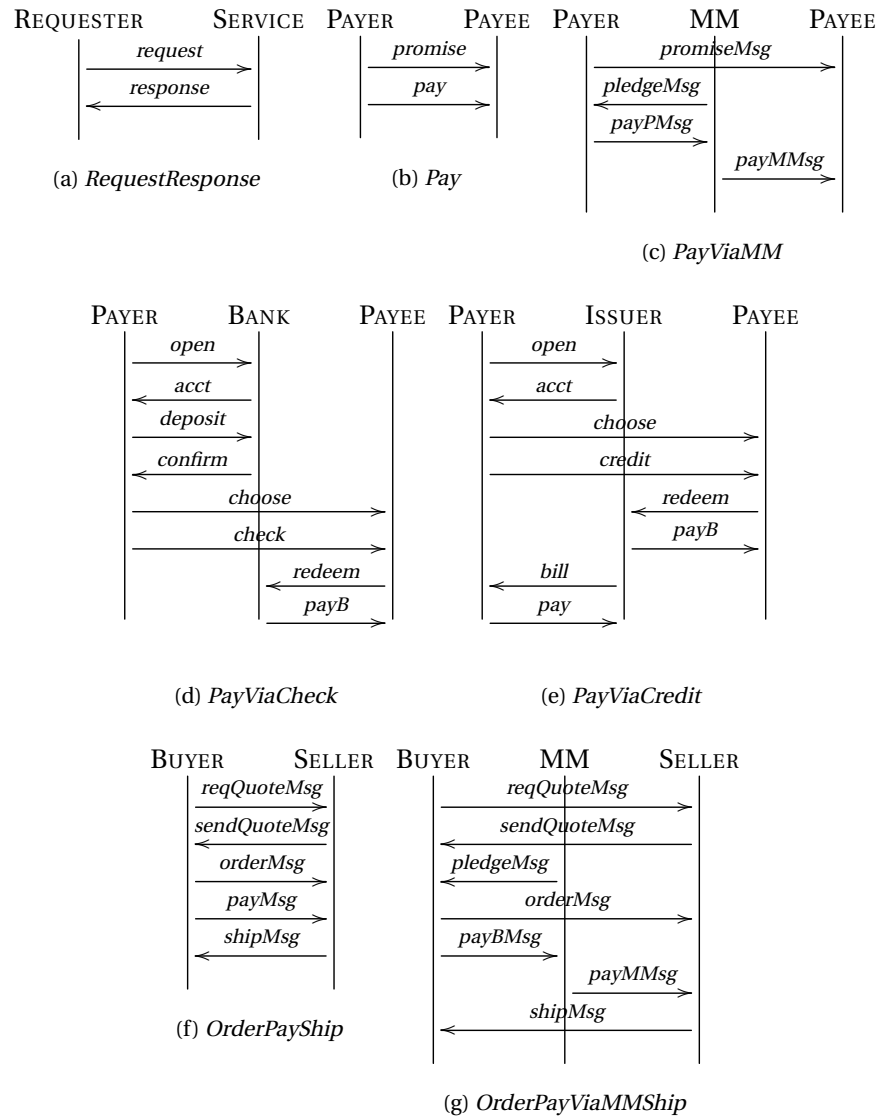 REQUESTER SERVICE
request
response
(a) RequestResponse
PAYER PAYEE
promise
pay
(b) Pay
PAYER MM PAYEE
promiseMsg
pledgeMsg
payPMsg
payMMsg
(c) PayViaMM
PAYER BANK PAYEE
open
acct
deposit
confirm
choose
check
redeem
payB
(d) PayViaCheck
PAYER ISSUER PAYEE
open
acct
choose
credit
redeem
payB
bill
pay
(e) PayViaCredit
BUYER SELLER
reqQuoteMsg
sendQuoteMsg
orderMsg
payMsg
shipMsg
(f) OrderPayShip
BUYER MM SELLER
reqQuoteMsg
sendQuoteMsg
pledgeMsg
orderMsg
payBMsg
payMMsg
shipMsg
(g) OrderPayViaMMShip